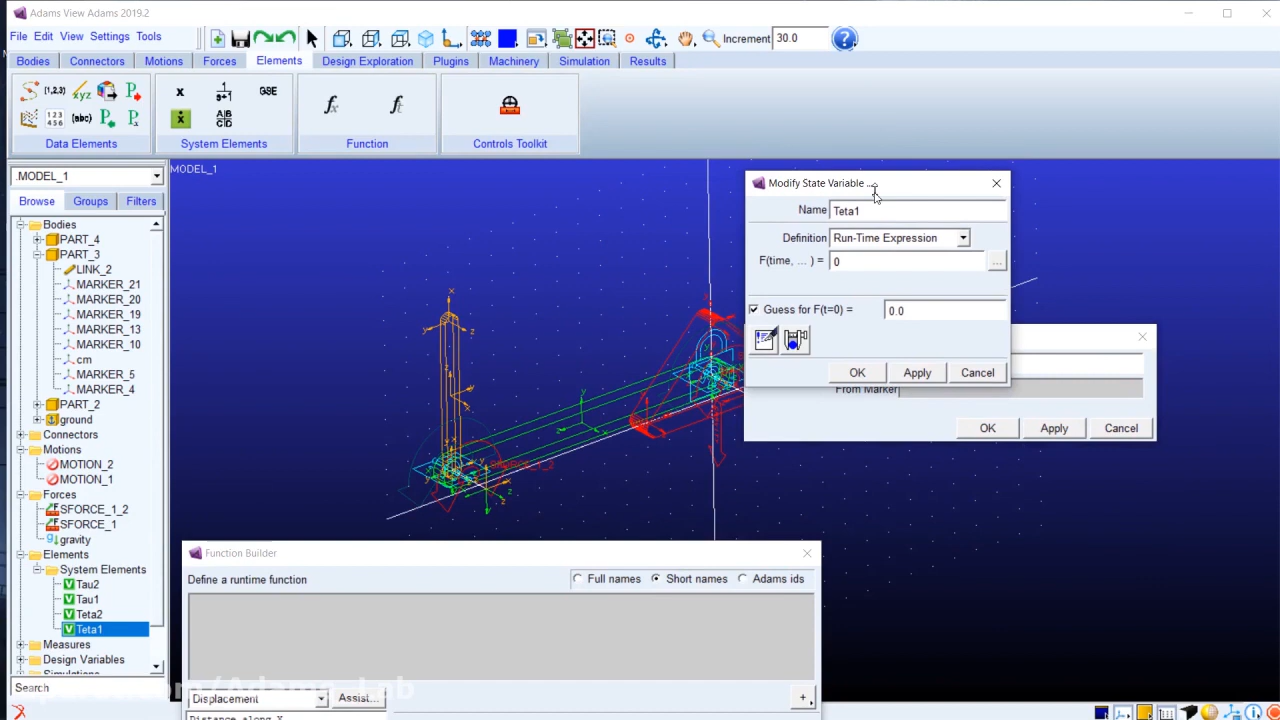 Adams View Adams 2019.2
File Edit View Settings Tools
Increment 30.0
Bodies Connectors Motions Forces Elements Design Exploration Plugins Machinery Simulation Results
Data Elements System Elements Function Controls Toolkit
.MODEL_1
Browse Groups Filters
Bodies
PART_4
PART_3
LINK_2
MARKER_21
MARKER_20
MARKER_19
MARKER_13
MARKER_10
cm
MARKER_5
MARKER_4
PART_2
ground
Connectors
Motions
MOTION_2
MOTION_1
Forces
SFORCE_1_2
SFORCE_1
gravity
Elements
System Elements
Tau2
Tau1
Teta2
Teta1
Measures
Design Variables
Simulations
Search
MODEL_1
SFORCE_1_2
Modify State Variable ...
Name Teta1
Definition Run-Time Expression
F(time, ... ) = 0
...
Guess for F(t=0) = 0.0
OK Apply Cancel
From Marker
OK Apply Cancel
Function Builder
Define a runtime function
Full names Short names Adams ids
Displacement Assist... +
Distance along X